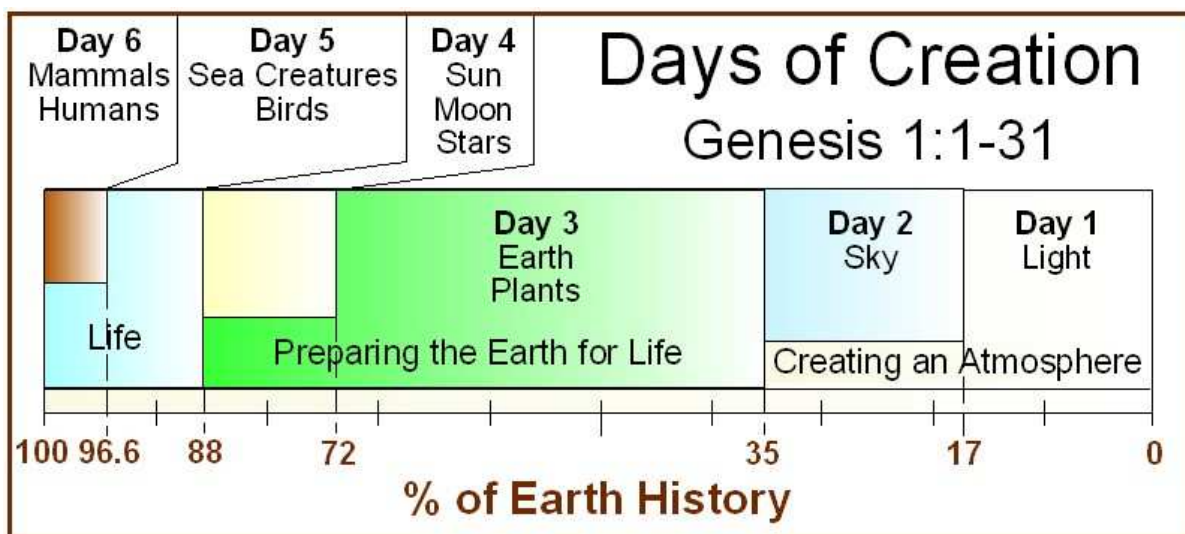 Days of Creation
Genesis 1:1-31
Day 6
Mammals
Humans
Day 5
Sea Creatures
Birds
Day 4
Sun
Moon
Stars
Day 3
Earth
Plants
Day 2
Sky
Day 1
Light
Life
Preparing the Earth for Life
Creating an Atmosphere
100 96.6 88 72 35 17 0
% of Earth History